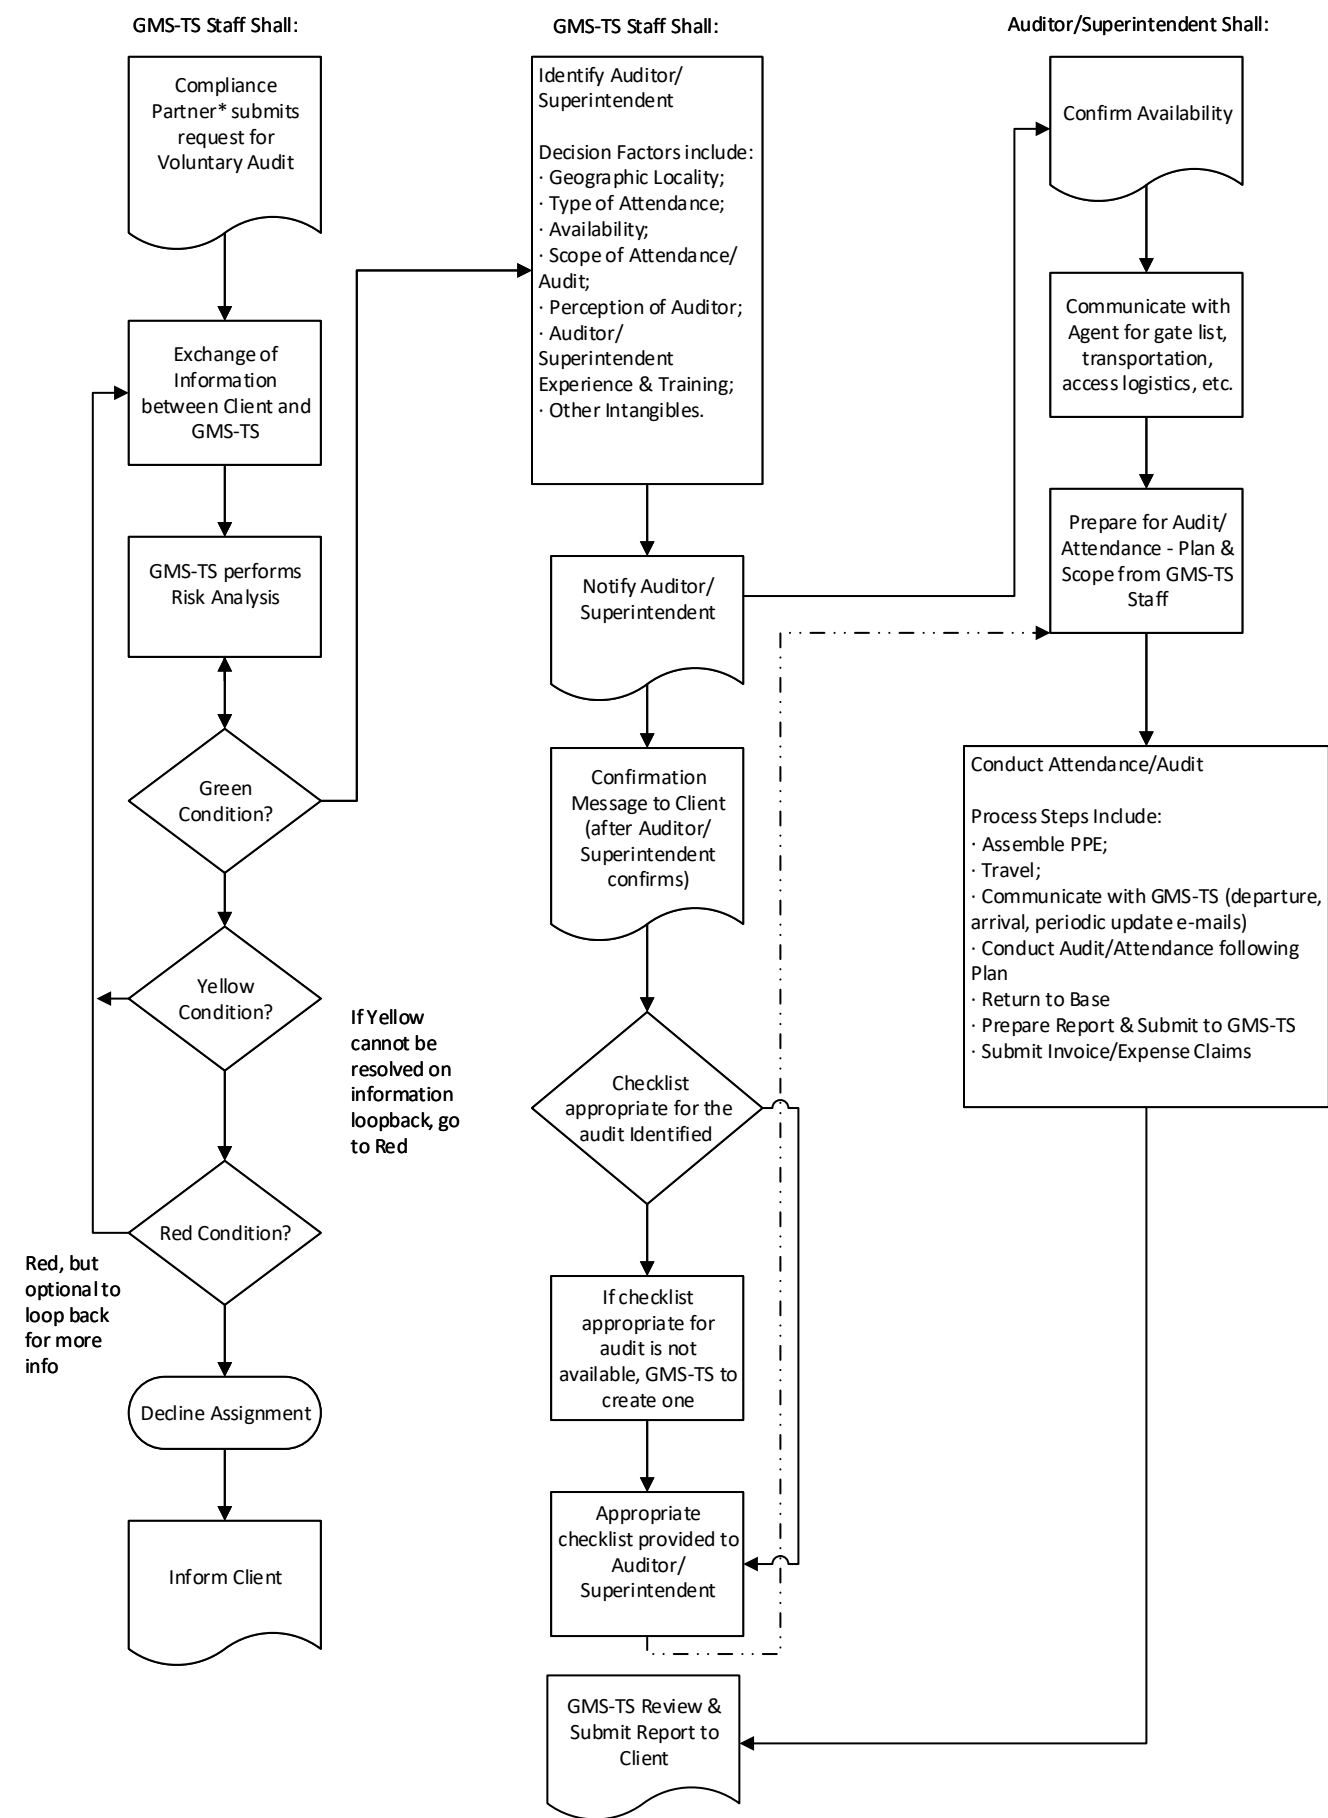 GMS-TS Staff Shall:
Compliance
Partner* submits
request for
Voluntary Audit
Exchange of
Information
between Client and
GMS-TS
GMS-TS performs
Risk Analysis
Green
Condition?
Yellow
Condition?
If Yellow
cannot be
resolved on
information
loopback, go
to Red
Red Condition?
Red, but
optional to
loop back
for more
info
Decline Assignment
Inform Client
GMS-TS Staff Shall:
Identify Auditor/
Superintendent
Decision Factors include:
· Geographic Locality;
· Type of Attendance;
· Availability;
· Scope of Attendance/
Audit;
· Perception of Auditor;
· Auditor/
Superintendent
Experience & Training;
· Other Intangibles.
Notify Auditor/
Superintendent
Confirmation
Message to Client
(after Auditor/
Superintendent
confirms)
Checklist
appropriate for the
audit Identified
If checklist
appropriate for
audit is not
available, GMS-TS to
create one
Appropriate
checklist provided to
Auditor/
Superintendent
GMS-TS Review &
Submit Report to
Client
Auditor/Superintendent Shall:
Confirm Availability
Communicate with
Agent for gate list,
transportation,
access logistics, etc.
Prepare for Audit/
Attendance - Plan &
Scope from GMS-TS
Staff
Conduct Attendance/Audit
Process Steps Include:
· Assemble PPE;
· Travel;
· Communicate with GMS-TS (departure,
arrival, periodic update e-mails)
· Conduct Audit/Attendance following
Plan
· Return to Base
· Prepare Report & Submit to GMS-TS
· Submit Invoice/Expense Claims